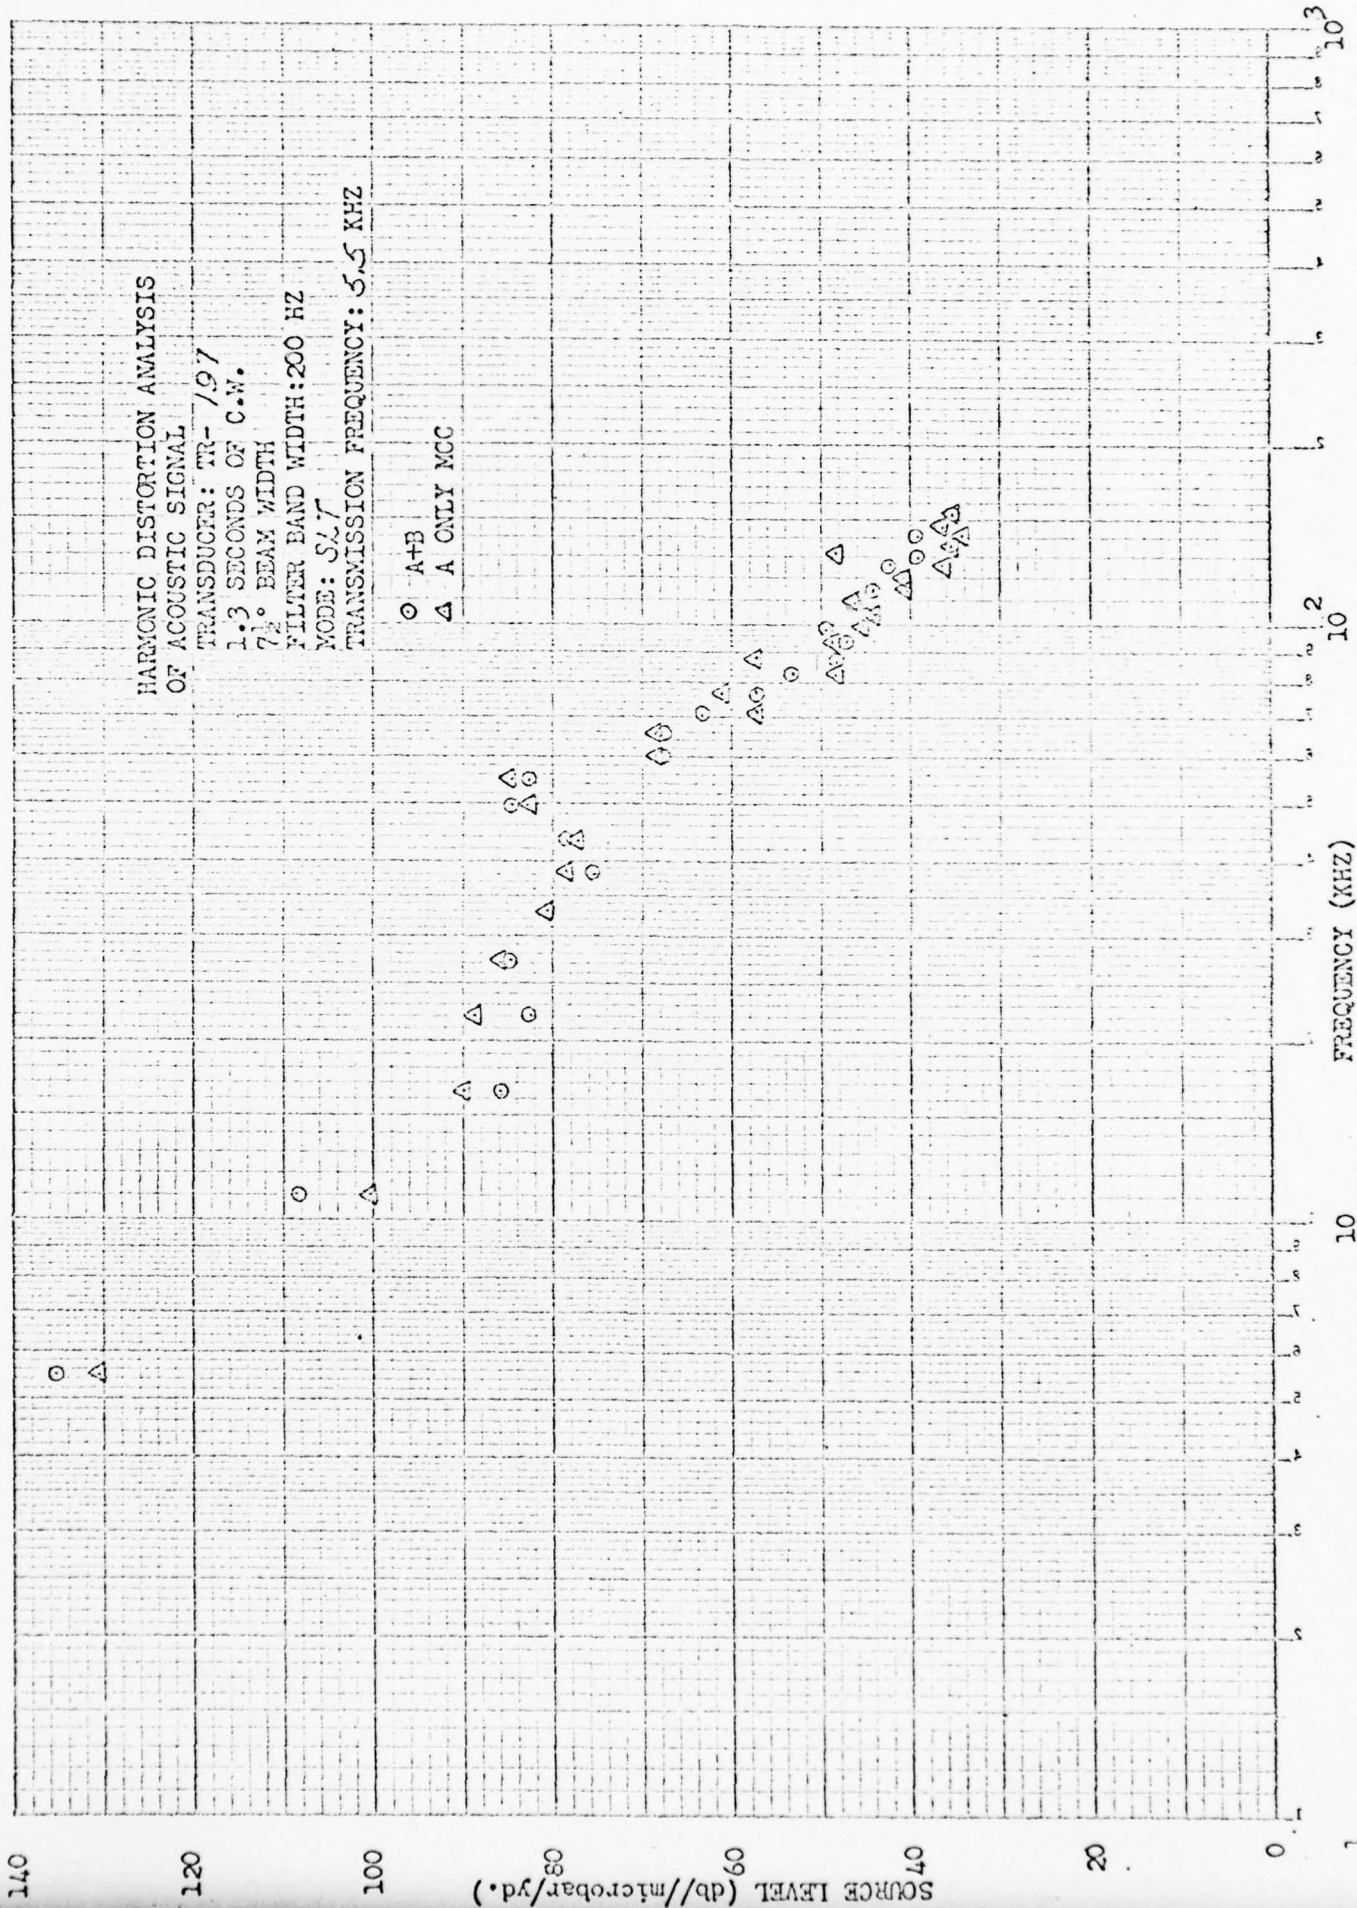 HARMONIC DISTORTION ANALYSIS
OF ACOUSTIC SIGNAL
TRANSDUCER: TR-197
1.3 SECONDS OF C.W.
7½° BEAM WIDTH
FILTER BAND WIDTH:200 HZ
MODE: SLT
TRANSMISSION FREQUENCY: 5.5 KHZ
⊙ A+B
△ A ONLY MCC
SOURCE LEVEL (db//microbar/yd.)
140
120
100
80
60
40
20
0
1
10
10²
10³
FREQUENCY (KHZ)